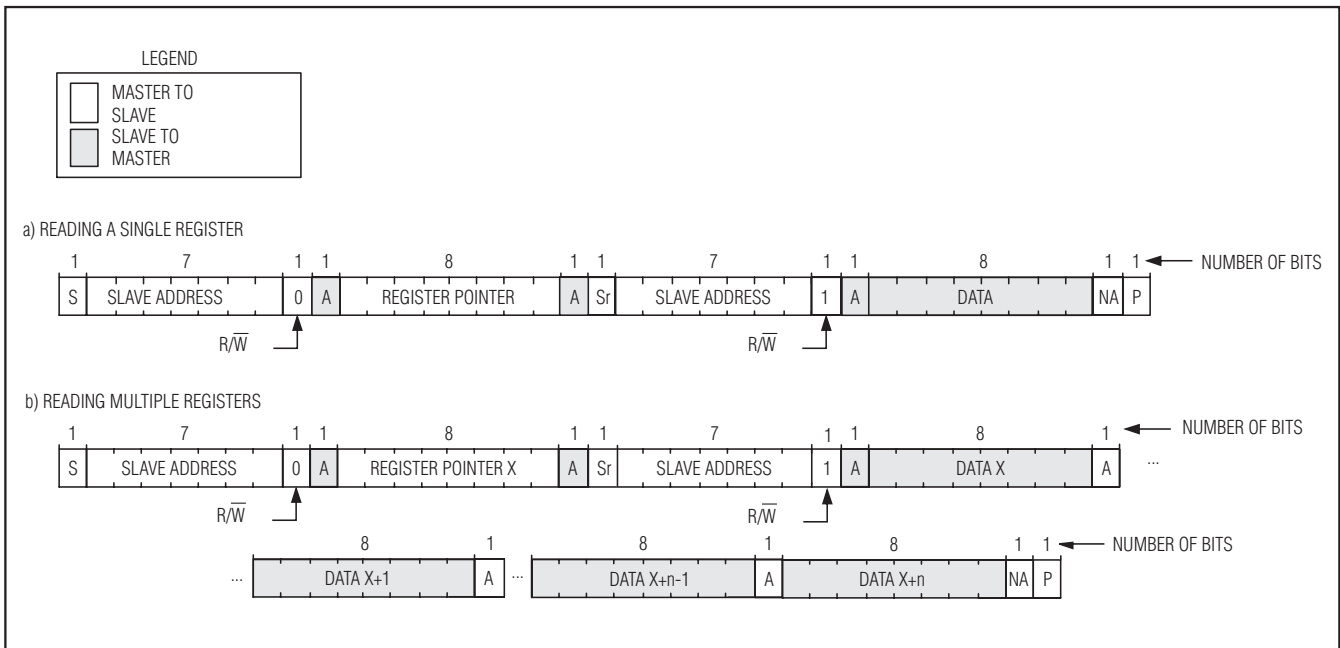 LEGEND
MASTER TO
SLAVE
SLAVE TO
MASTER
a) READING A SINGLE REGISTER
1 7 1 1 8 1 1 7 1 1 8 1 1 NUMBER OF BITS
S SLAVE ADDRESS 0 A REGISTER POINTER A Sr SLAVE ADDRESS 1 A DATA NA P
R/W̅ R/W̅
b) READING MULTIPLE REGISTERS
1 7 1 1 8 1 1 7 1 1 8 1 NUMBER OF BITS
S SLAVE ADDRESS 0 A REGISTER POINTER X A Sr SLAVE ADDRESS 1 A DATA X A ...
R/W̅ R/W̅
8 1 8 1 8 1 1 NUMBER OF BITS
... DATA X+1 A ... DATA X+n-1 A DATA X+n NA P